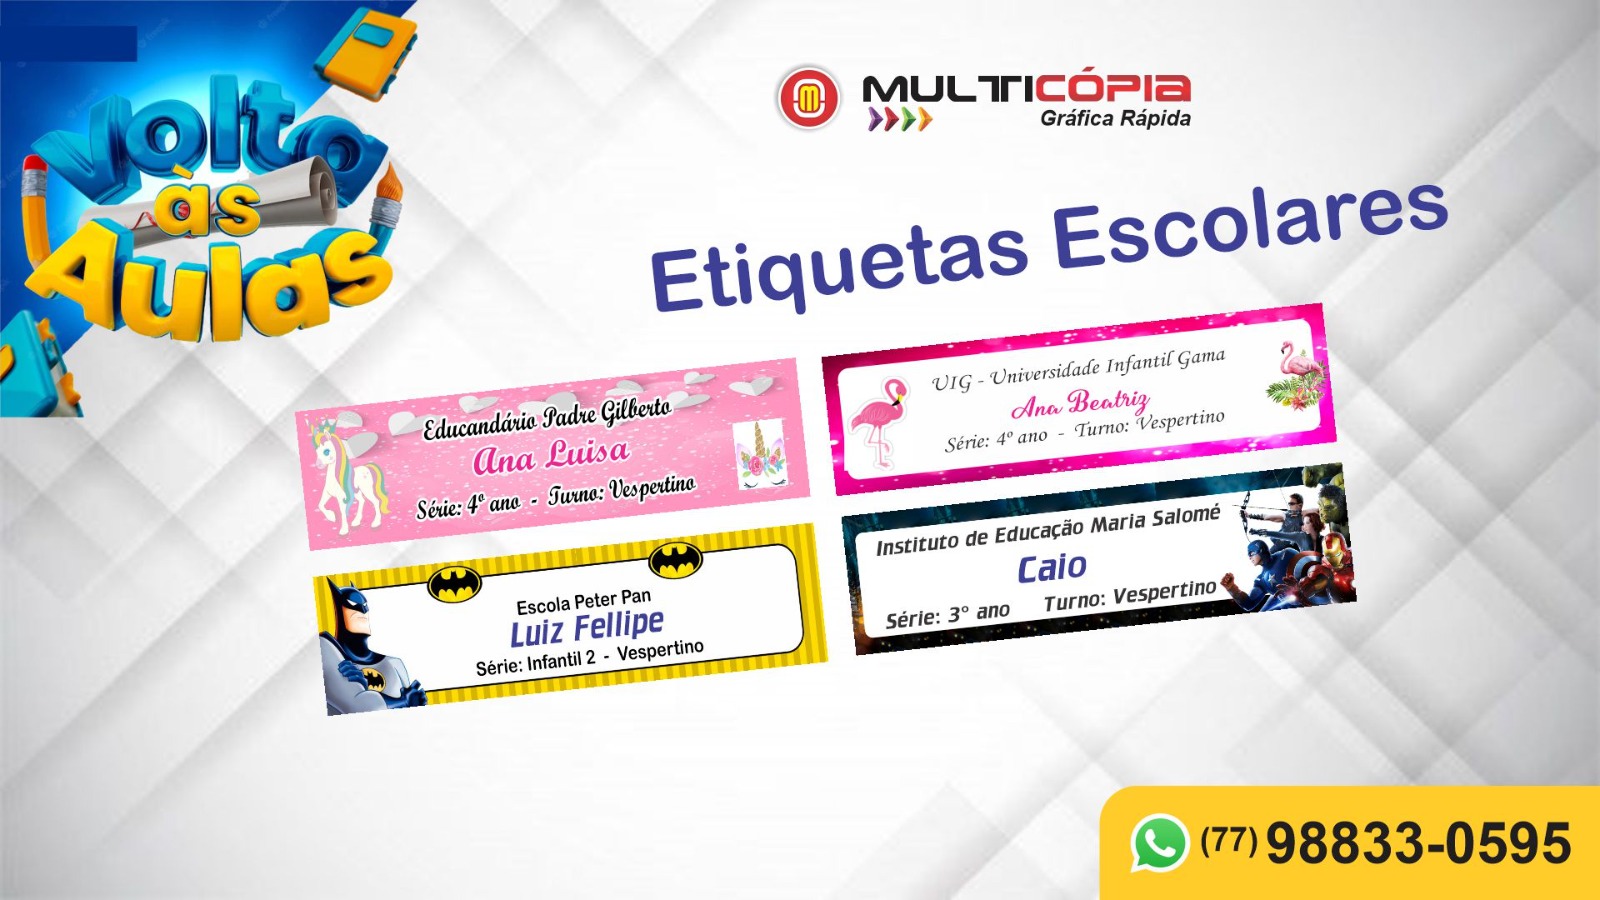 Volta
às
Aulas
MULTICÓPIA
Gráfica Rápida
Etiquetas Escolares
Educandário Padre Gilberto
Ana Luisa
Série: 4º ano - Turno: Vespertino
UIG - Universidade Infantil Gama
Ana Beatriz
Série: 4º ano - Turno: Vespertino
Escola Peter Pan
Luiz Fellipe
Série: Infantil 2 - Vespertino
Instituto de Educação Maria Salomé
Caio
Série: 3º ano Turno: Vespertino
(77) 98833-0595